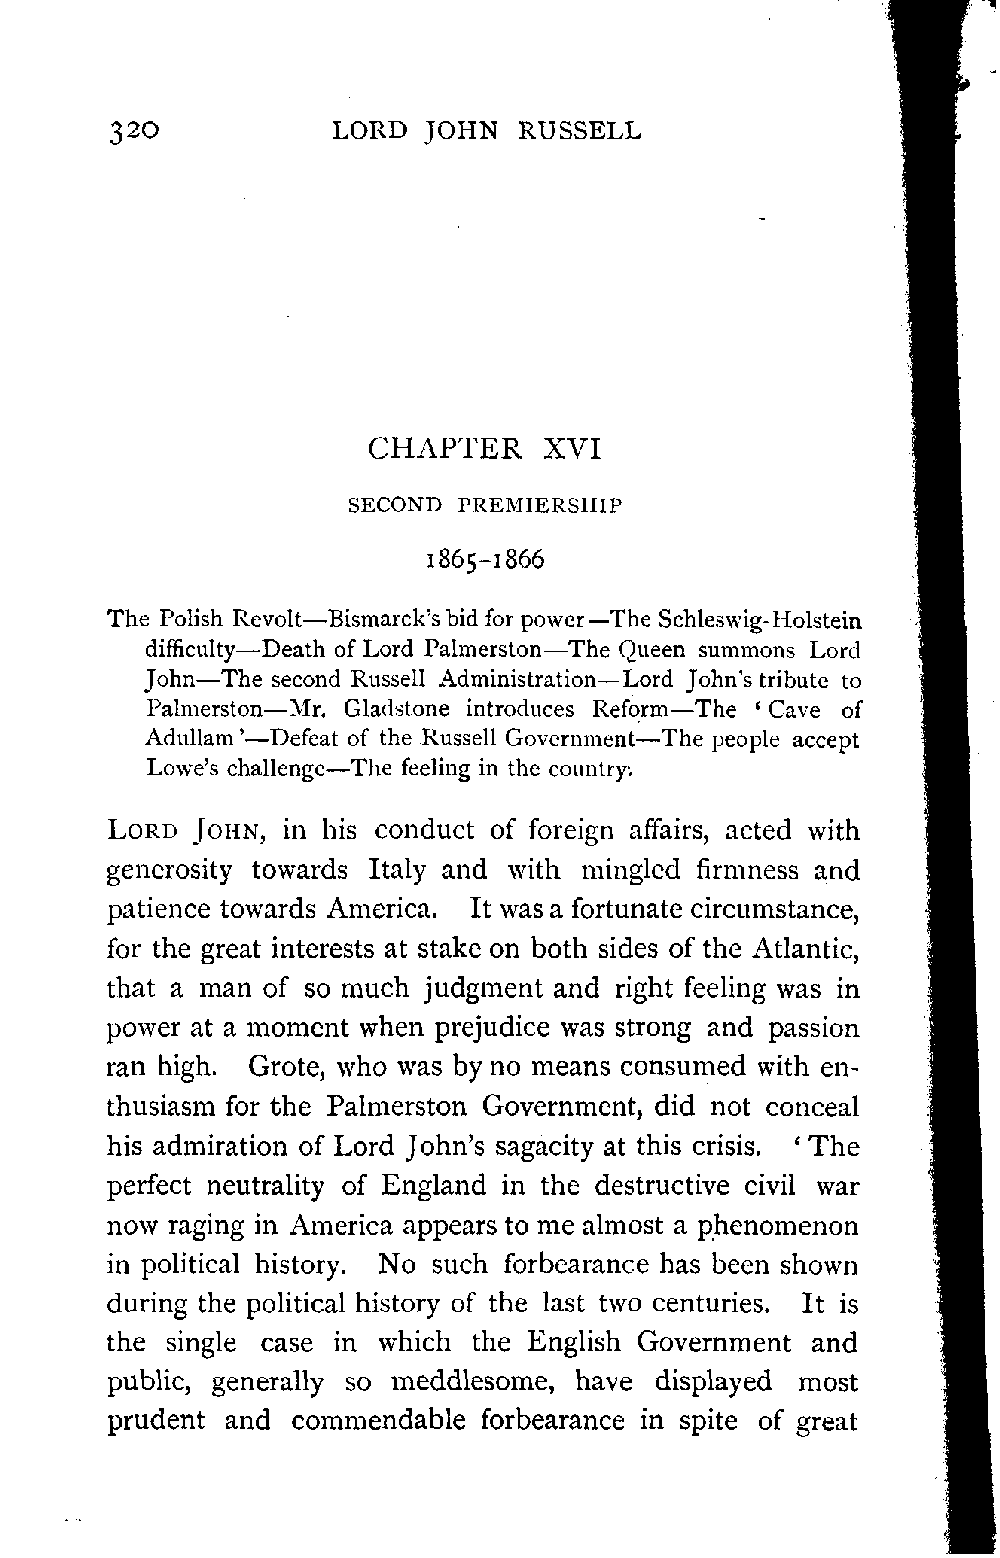 320 LORD JOHN RUSSELL
CHAPTER XVI
SECOND PREMIERSHIP
1865–1866
The Polish Revolt—Bismarck's bid for power—The Schleswig-Holstein
difficulty—Death of Lord Palmerston—The Queen summons Lord
John—The second Russell Administration—Lord John's tribute to
Palmerston—Mr. Gladstone introduces Reform—The ‘Cave of
Adullam’—Defeat of the Russell Government—The people accept
Lowe's challenge—The feeling in the country.
LORD JOHN, in his conduct of foreign affairs, acted with
generosity towards Italy and with mingled firmness and
patience towards America. It was a fortunate circumstance,
for the great interests at stake on both sides of the Atlantic,
that a man of so much judgment and right feeling was in
power at a moment when prejudice was strong and passion
ran high. Grote, who was by no means consumed with en-
thusiasm for the Palmerston Government, did not conceal
his admiration of Lord John's sagacity at this crisis. ‘The
perfect neutrality of England in the destructive civil war
now raging in America appears to me almost a phenomenon
in political history. No such forbearance has been shown
during the political history of the last two centuries. It is
the single case in which the English Government and
public, generally so meddlesome, have displayed most
prudent and commendable forbearance in spite of great